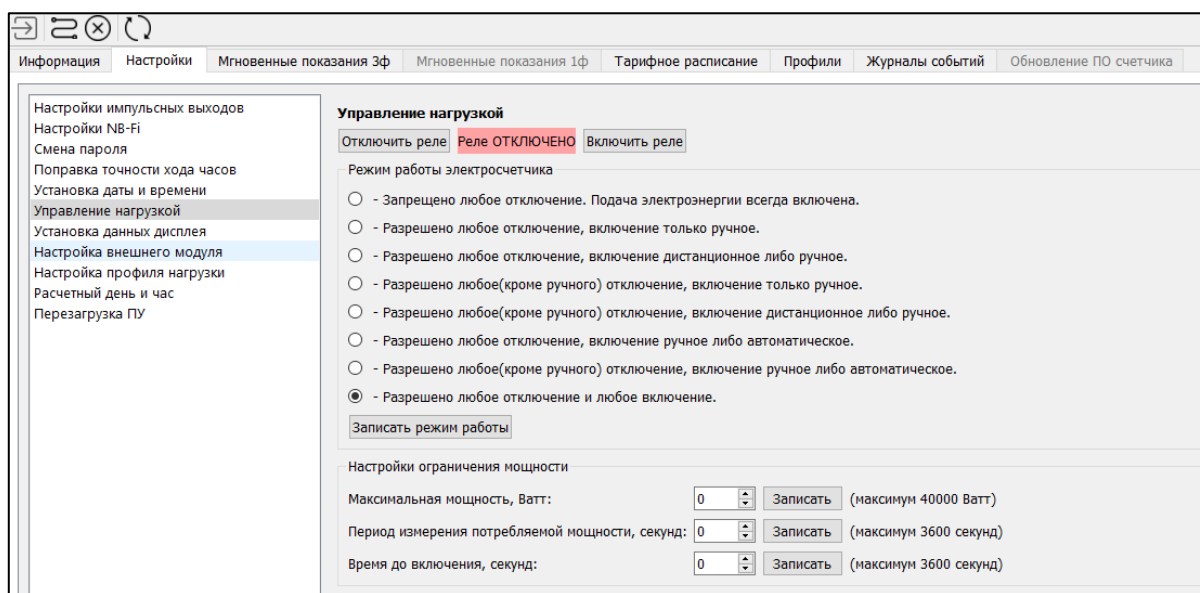 Информация Настройки Мгновенные показания 3ф Мгновенные показания 1ф Тарифное расписание Профили Журналы событий Обновление ПО счетчика
Настройки импульсных выходов
Настройки NB-Fi
Смена пароля
Поправка точности хода часов
Установка даты и времени
Управление нагрузкой
Установка данных дисплея
Настройка внешнего модуля
Настройка профиля нагрузки
Расчетный день и час
Перезагрузка ПУ
Управление нагрузкой
Отключить реле Реле ОТКЛЮЧЕНО Включить реле
Режим работы электросчетчика
- Запрещено любое отключение. Подача электроэнергии всегда включена.
- Разрешено любое отключение, включение только ручное.
- Разрешено любое отключение, включение дистанционное либо ручное.
- Разрешено любое(кроме ручного) отключение, включение только ручное.
- Разрешено любое(кроме ручного) отключение, включение дистанционное либо ручное.
- Разрешено любое отключение, включение ручное либо автоматическое.
- Разрешено любое(кроме ручного) отключение, включение ручное либо автоматическое.
- Разрешено любое отключение и любое включение.
Записать режим работы
Настройки ограничения мощности
Максимальная мощность, Ватт: 0 Записать (максимум 40000 Ватт)
Период измерения потребляемой мощности, секунд: 0 Записать (максимум 3600 секунд)
Время до включения, секунд: 0 Записать (максимум 3600 секунд)